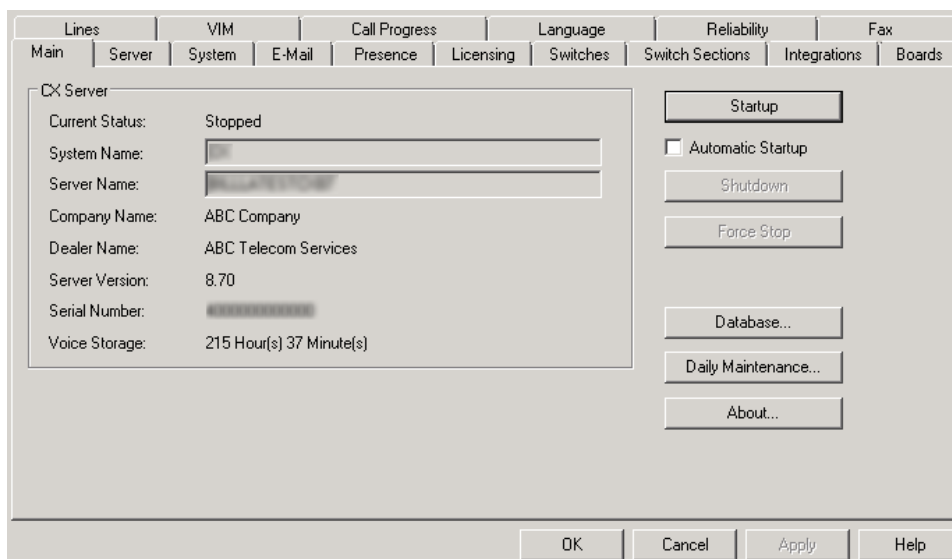 Lines VIM Call Progress Language Reliability Fax
Main Server System E-Mail Presence Licensing Switches Switch Sections Integrations Boards
CX Server
Current Status: Stopped
System Name:
Server Name:
Company Name: ABC Company
Dealer Name: ABC Telecom Services
Server Version: 8.70
Serial Number:
Voice Storage: 215 Hour(s) 37 Minute(s)
Startup
Automatic Startup
Shutdown
Force Stop
Database...
Daily Maintenance...
About...
OK Cancel Apply Help